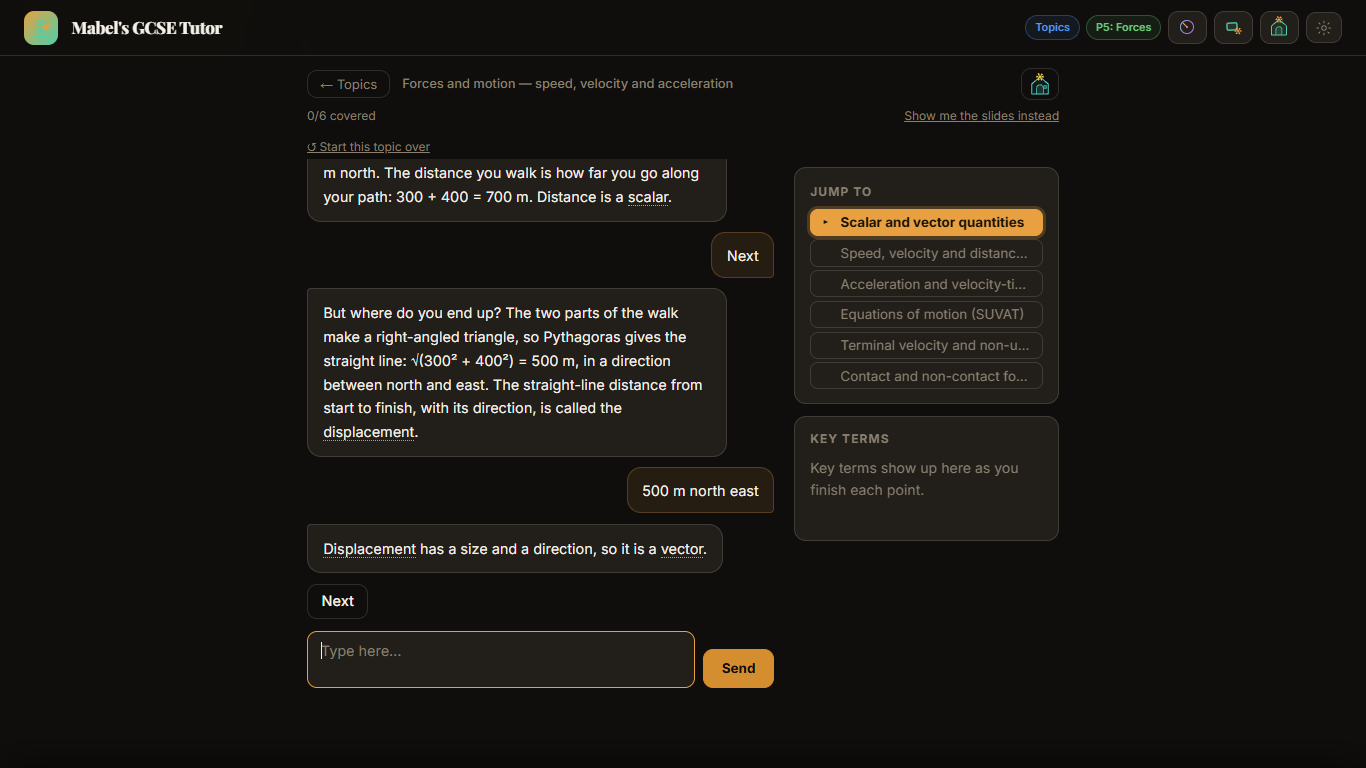 Mabel's GCSE Tutor
Topics
P5: Forces
← Topics
Forces and motion — speed, velocity and acceleration
0/6 covered
Show me the slides instead
↺ Start this topic over
m north. The distance you walk is how far you go along
your path: 300 + 400 = 700 m. Distance is a scalar.
Next
But where do you end up? The two parts of the walk
make a right-angled triangle, so Pythagoras gives the
straight line: √(300² + 400²) = 500 m, in a direction
between north and east. The straight-line distance from
start to finish, with its direction, is called the
displacement.
500 m north east
Displacement has a size and a direction, so it is a vector.
Next
Type here...
Send
JUMP TO
Scalar and vector quantities
Speed, velocity and distanc...
Acceleration and velocity-ti...
Equations of motion (SUVAT)
Terminal velocity and non-u...
Contact and non-contact fo...
KEY TERMS
Key terms show up here as you
finish each point.